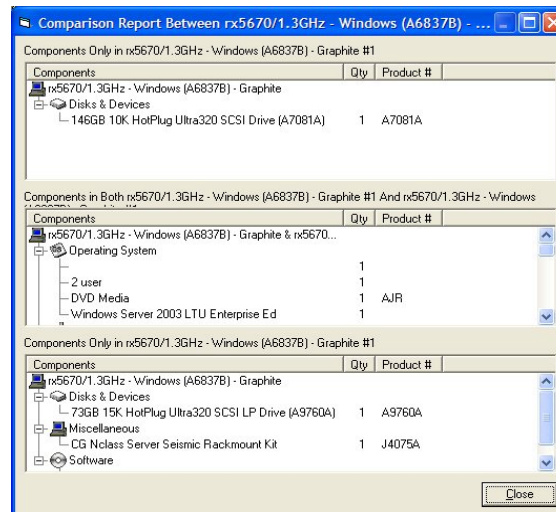 Comparison Report Between rx5670/1.3GHz - Windows (A6837B) - ...
Components Only in rx5670/1.3GHz - Windows (A6837B) - Graphite #1
Components Qty Product #
rx5670/1.3GHz - Windows (A6837B) - Graphite
Disks & Devices
146GB 10K HotPlug Ultra320 SCSI Drive (A7081A) 1 A7081A
Components in Both rx5670/1.3GHz - Windows (A6837B) - Graphite #1 And rx5670/1.3GHz - Windows
Components Qty Product #
rx5670/1.3GHz - Windows (A6837B) - Graphite & rx5670...
Operating System
1
2 user 1
DVD Media 1 AJR
Windows Server 2003 LTU Enterprise Ed 1
Components Only in rx5670/1.3GHz - Windows (A6837B) - Graphite #1
Components Qty Product #
rx5670/1.3GHz - Windows (A6837B) - Graphite
Disks & Devices
73GB 15K HotPlug Ultra320 SCSI LP Drive (A9760A) 1 A9760A
Miscellaneous
CG Nclass Server Seismic Rackmount Kit 1 J4075A
Software
Close